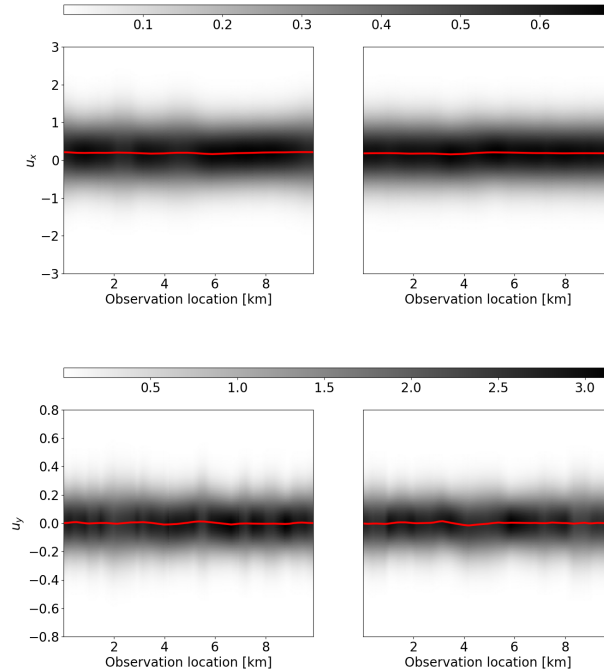 0.1 0.2 0.3 0.4 0.5 0.6
3
2
1
0
−1
−2
−3
u_x
2 4 6 8
2 4 6 8
Observation location [km]
Observation location [km]
0.5 1.0 1.5 2.0 2.5 3.0
0.8
0.6
0.4
0.2
0.0
−0.2
−0.4
−0.6
−0.8
u_y
2 4 6 8
2 4 6 8
Observation location [km]
Observation location [km]